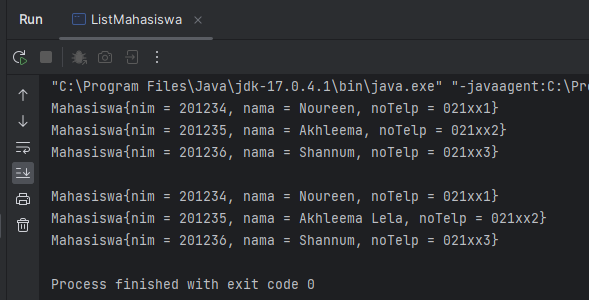 Run ListMahasiswa
"C:\Program Files\Java\jdk-17.0.4.1\bin\java.exe" "-javaagent:C:\Pro
Mahasiswa{nim = 201234, nama = Noureen, noTelp = 021xx1}
Mahasiswa{nim = 201235, nama = Akhleema, noTelp = 021xx2}
Mahasiswa{nim = 201236, nama = Shannum, noTelp = 021xx3}
Mahasiswa{nim = 201234, nama = Noureen, noTelp = 021xx1}
Mahasiswa{nim = 201235, nama = Akhleema Lela, noTelp = 021xx2}
Mahasiswa{nim = 201236, nama = Shannum, noTelp = 021xx3}
Process finished with exit code 0